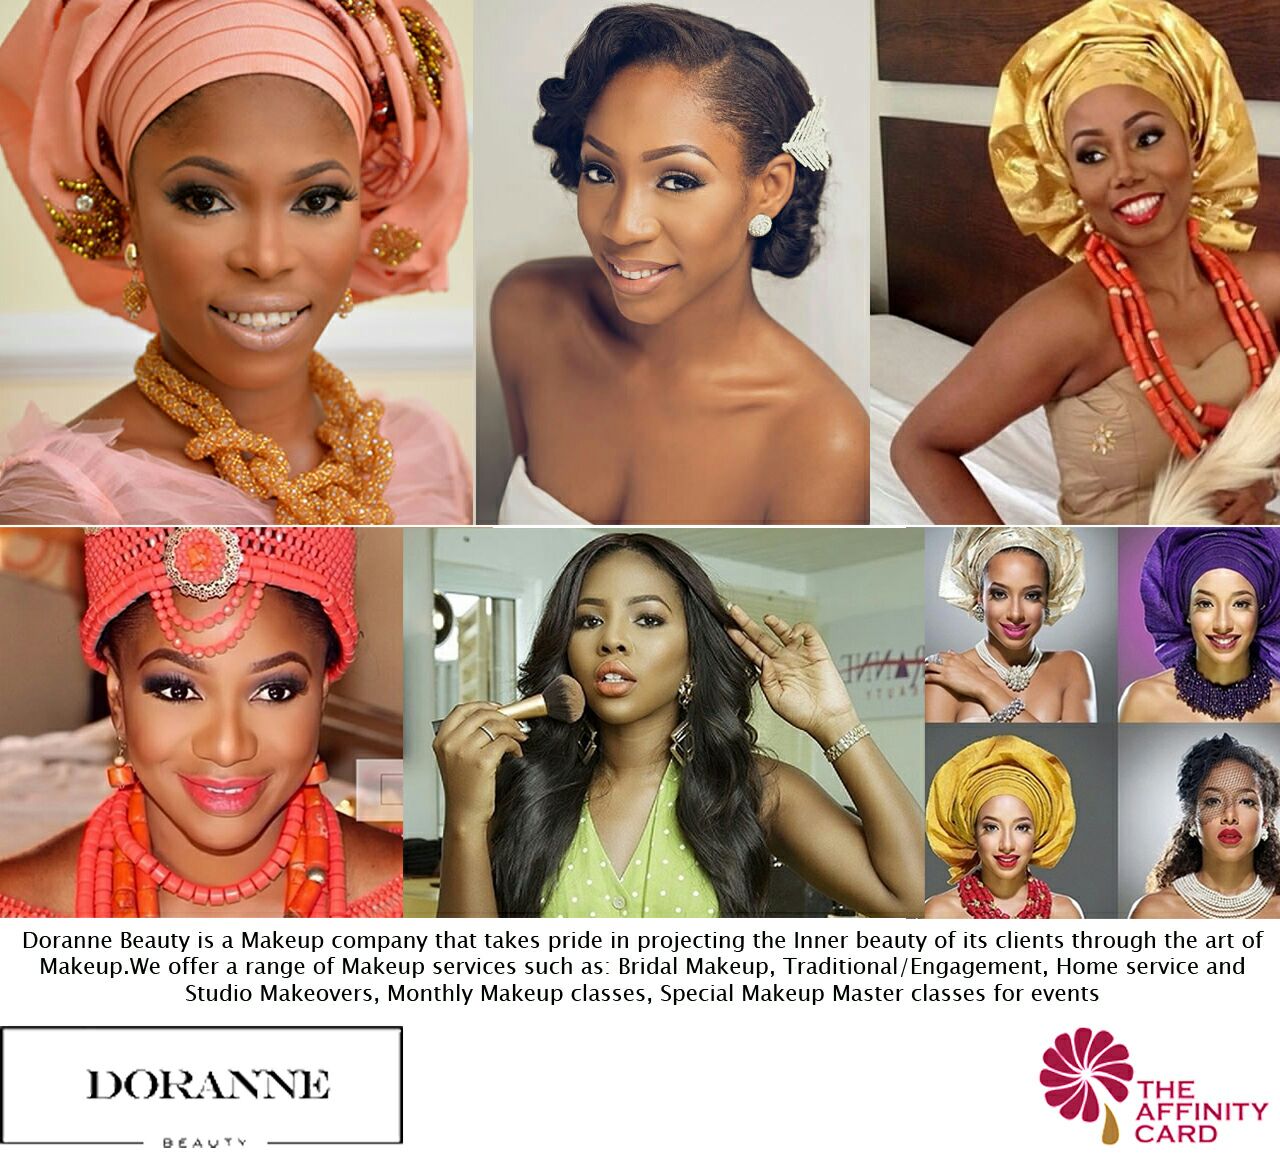 Doranne Beauty is a Makeup company that takes pride in projecting the Inner beauty of its clients through the art of
Makeup.We offer a range of Makeup services such as: Bridal Makeup, Traditional/Engagement, Home service and
Studio Makeovers, Monthly Makeup classes, Special Makeup Master classes for events
DORANNE
BEAUTY
THE
AFFINITY
CARD